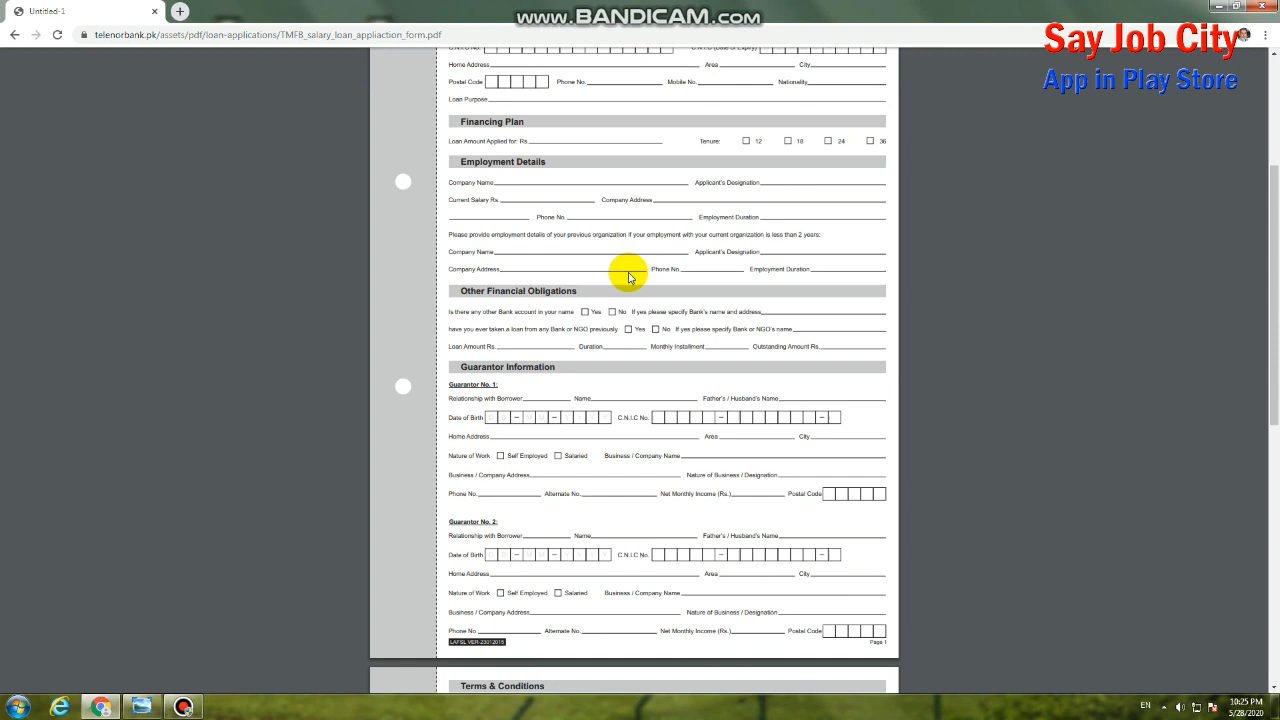 Untitled-1
www.BANDICAM.com
telenorbank.pk/assets/pdf/loan-applications/TMFB_salary_loan_appliaction_form.pdf
Say Job City
App in Play Store
C.N.I.C No. C.N.I.C (Date of Expiry)
Home Address Area City
Postal Code Phone No. Mobile No. Nationality
Loan Purpose
Financing Plan
Loan Amount Applied for: Rs. Tenure: 12 18 24 36
Employment Details
Company Name Applicant's Designation
Current Salary Rs. Company Address
Phone No. Employment Duration
Please provide employment details of your previous organization if your employment with your current organization is less than 2 years:
Company Name Applicant's Designation
Company Address Phone No. Employment Duration
Other Financial Obligations
Is there any other Bank account in your name Yes No If yes please specify Bank's name and address
have you ever taken a loan from any Bank or NGO previously Yes No If yes please specify Bank or NGO's name
Loan Amount Rs. Duration Monthly Installment Outstanding Amount Rs.
Guarantor Information
Guarantor No. 1:
Relationship with Borrower Name Father's / Husband's Name
Date of Birth D D – M M – Y Y Y Y C.N.I.C No. – –
Home Address Area City
Nature of Work Self Employed Salaried Business / Company Name
Business / Company Address Nature of Business / Designation
Phone No. Alternate No. Net Monthly Income (Rs.) Postal Code
Guarantor No. 2:
Relationship with Borrower Name Father's / Husband's Name
Date of Birth D D – M M – Y Y Y Y C.N.I.C No. – –
Home Address Area City
Nature of Work Self Employed Salaried Business / Company Name
Business / Company Address Nature of Business / Designation
Phone No. Alternate No. Net Monthly Income (Rs.) Postal Code
LAFSL VER-23012015 Page 1
Terms & Conditions
EN 10:25 PM
5/28/2020